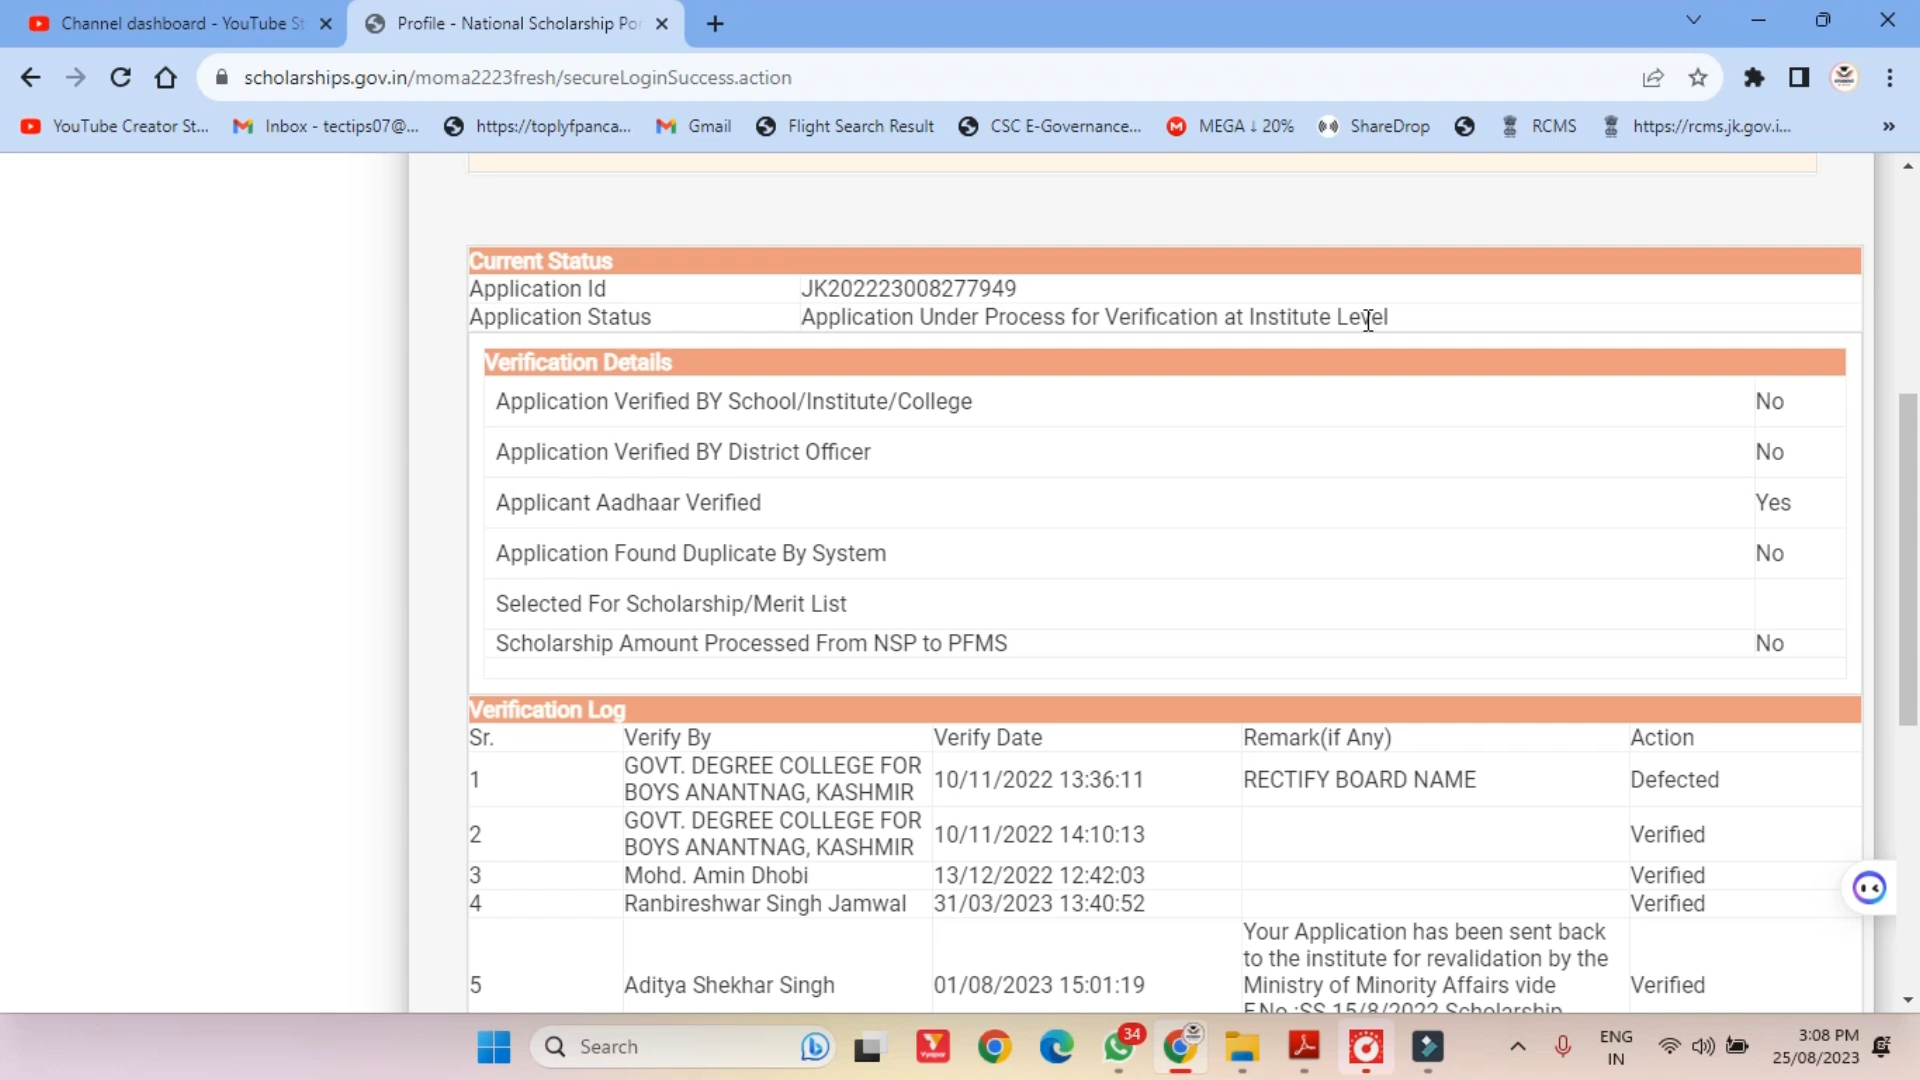 Channel dashboard - YouTube St
Profile - National Scholarship Por
scholarships.gov.in/moma2223fresh/secureLoginSuccess.action
YouTube Creator St...
Inbox - tectips07@...
https://toplyfpanca...
Gmail
Flight Search Result
CSC E-Governance...
MEGA ↓ 20%
ShareDrop
RCMS
https://rcms.jk.gov.i...
»
Current Status
Application Id JK202223008277949
Application Status Application Under Process for Verification at Institute Level
Verification Details
Application Verified BY School/Institute/College No
Application Verified BY District Officer No
Applicant Aadhaar Verified Yes
Application Found Duplicate By System No
Selected For Scholarship/Merit List
Scholarship Amount Processed From NSP to PFMS No
Verification Log
Sr. Verify By Verify Date Remark(if Any) Action
1 GOVT. DEGREE COLLEGE FOR BOYS ANANTNAG, KASHMIR 10/11/2022 13:36:11 RECTIFY BOARD NAME Defected
2 GOVT. DEGREE COLLEGE FOR BOYS ANANTNAG, KASHMIR 10/11/2022 14:10:13 Verified
3 Mohd. Amin Dhobi 13/12/2022 12:42:03 Verified
4 Ranbireshwar Singh Jamwal 31/03/2023 13:40:52 Verified
Your Application has been sent back
to the institute for revalidation by the
5 Aditya Shekhar Singh 01/08/2023 15:01:19 Ministry of Minority Affairs vide Verified
F.No.:SS-15/8/2022-Scholarship
Search
34
Vyapar
ENG
IN
3:08 PM
25/08/2023